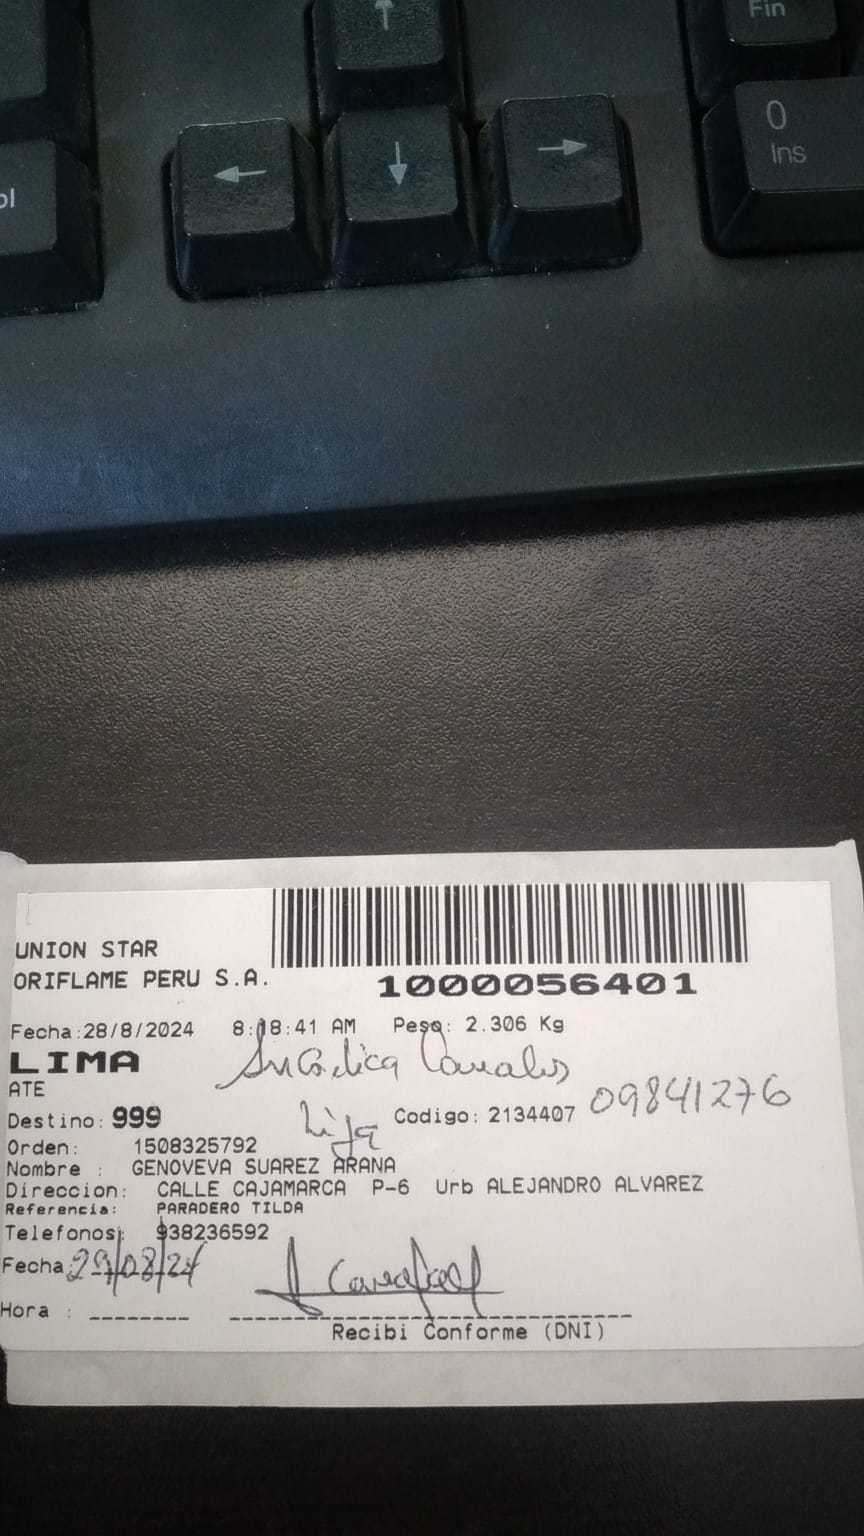 ↑
Fin
←
↓
→
0
Ins
ol
UNION STAR
ORIFLAME PERU S.A.
1000056401
Fecha:28/8/2024 8:18:41 AM Peso: 2.306 Kg
LIMA
ATE
Destino: 999 Codigo: 2134407 09841276
Orden: 1508325792
Nombre : GENOVEVA SUAREZ ARANA
Direccion: CALLE CAJAMARCA P-6 Urb ALEJANDRO ALVAREZ
Referencia: PARADERO TILDA
Telefonos: 938236592
Fecha: 29/08/24
Hora :
Recibi Conforme (DNI)